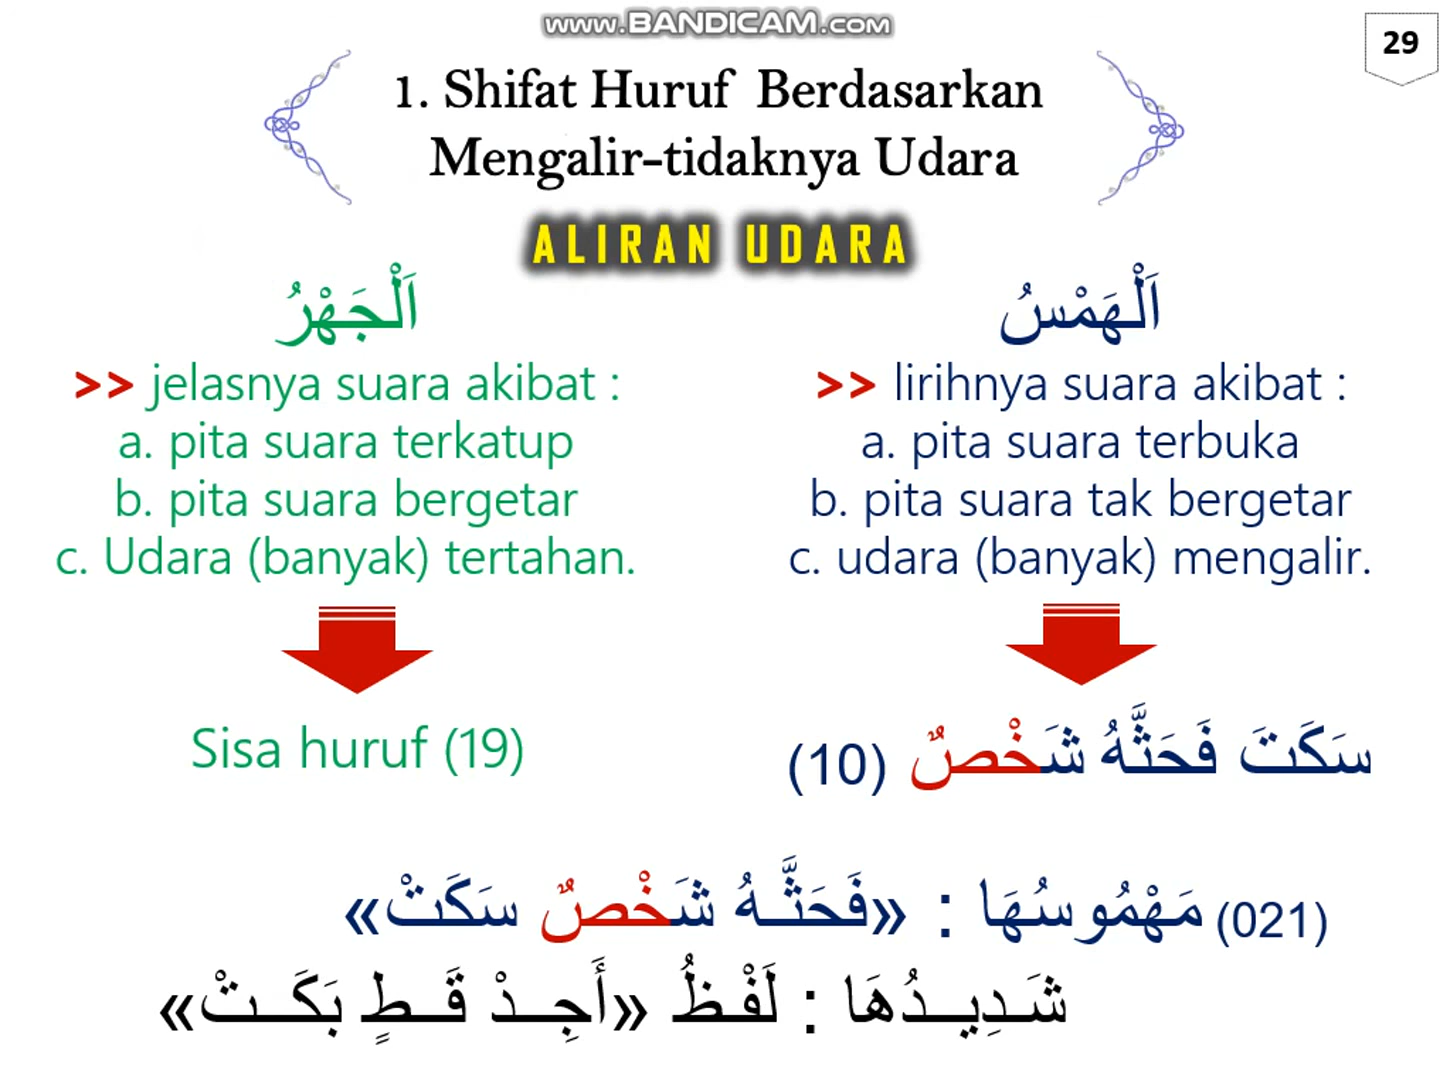 www.BANDICAM.com
29
1. Shifat Huruf Berdasarkan
Mengalir-tidaknya Udara
ALIRAN UDARA
اَلْجَهْرُ
>> jelasnya suara akibat :
a. pita suara terkatup
b. pita suara bergetar
c. Udara (banyak) tertahan.
Sisa huruf (19)
اَلْهَمْسُ
>> lirihnya suara akibat :
a. pita suara terbuka
b. pita suara tak bergetar
c. udara (banyak) mengalir.
سَكَتَ فَحَثَّهُ شَخْصٌ (10)
(021) مَهْمُوسُهَا : «فَحَثَّهُ شَخْصٌ سَكَتْ»
شَدِيدُهَا : لَفْظُ «أَجِدْ قَطٍ بَكَتْ»